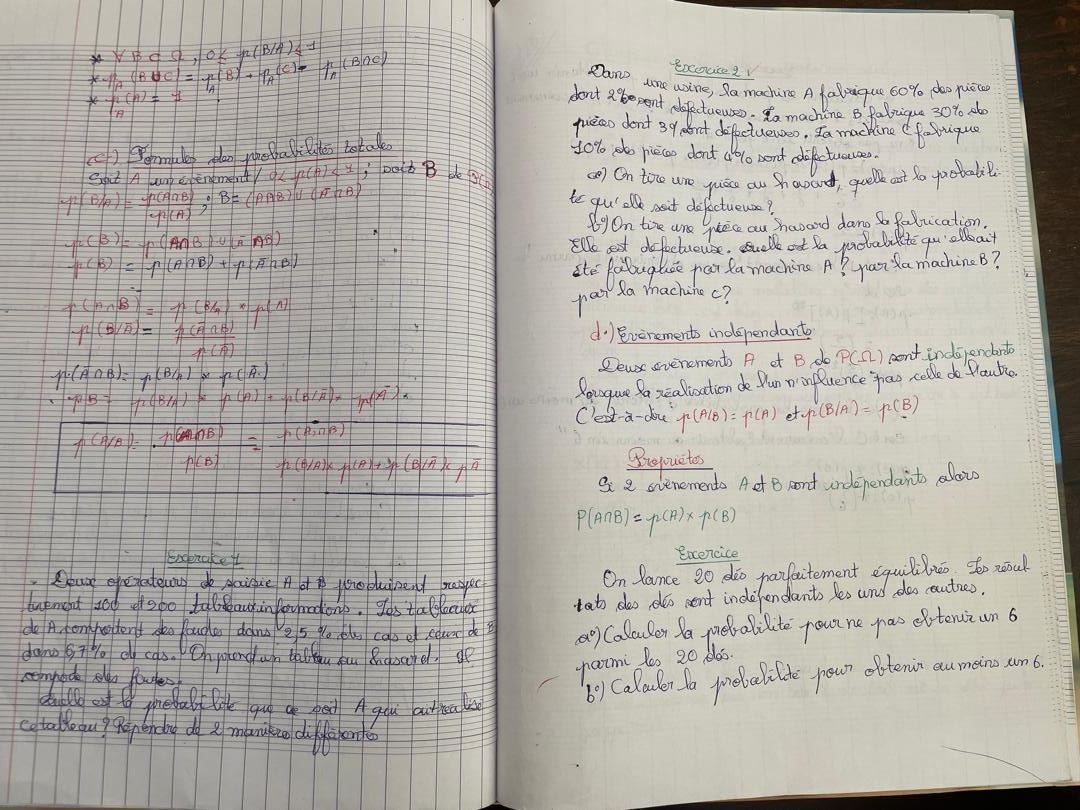 * ∀ B ⊂ Ω, 0 ≤ p(B/A) ≤ 1
* p_A(B∪C) = p_A(B) + p_A(C) - p_A(B∩C)
* p_A(A) = 1
c-) Formules des probabilités totales
Soit A un évènement / 0 < p(A) < 1 ; soit B de P(Ω)
p(B/A) = p(A∩B)/p(A) ; B = (A∩B) ∪ (Ā∩B)
p(B) = p(A∩B) ∪ (Ā∩B)
p(B) = p(A∩B) + p(Ā∩B)
p(A∩B) = p(B/A) × p(A)
p(B/Ā) = p(Ā∩B)/p(Ā)
p(Ā∩B) = p(B/Ā) × p(Ā)
pB = p(B/A) × p(A) + p(B/Ā) × p(Ā)
p(A/B) = p(A∩B)/p(B) = p(A∩B)/p(B/A) × p(A) + p(B/Ā) × pĀ
Exercice 1
- Deux opérateurs de saisie A et B produisent respec
tivement 100 et 200 tableaux informations. Les tableaux
de A comportent des fautes dans 2,5 % des cas et ceux de B
dans 6,7% de cas. On prend un tableau au hasard. Il
compode des fautes.
Quelle est la probabilité que ce soit A qui ait réalisé
ce tableau? Répondre de 2 manières différentes
Exercice 2
Dans une usine, la machine A fabrique 60% des pièces
dont 2% sont défectueuses. La machine B fabrique 30% des
pièces dont 3% sont défectueuses. La machine C fabrique
10% des pièces dont 4% sont défectueuses.
a°) On tire une pièce au hasard, quelle est la probabili-
té qu'elle soit défectueuse?
b°) On tire une pièce au hasard dans la fabrication.
Elle est défectueuse. Quelle est la probabilité qu'elle ait
été fabriquée par la machine A? par la machine B?
par la machine C?
d-) Evènements indépendants
Deux évènements A et B de P(Ω) sont indépendants
lorsque la réalisation de l'un n'influence pas celle de l'autre.
C'est-à-dire p(A/B) = p(A) et p(B/A) = p(B)
Propriétés
Si 2 evènements A et B sont indépendants alors
P(A∩B) = p(A) × p(B)
Exercice
On lance 20 dés parfaitement équilibrés. Les résul
tats des dés sont indépendants les uns des autres.
a°) Calculer la probabilité pour ne pas obtenir un 6
parmi les 20 dés.
b°) Calculer la probabilité pour obtenir au moins un 6.